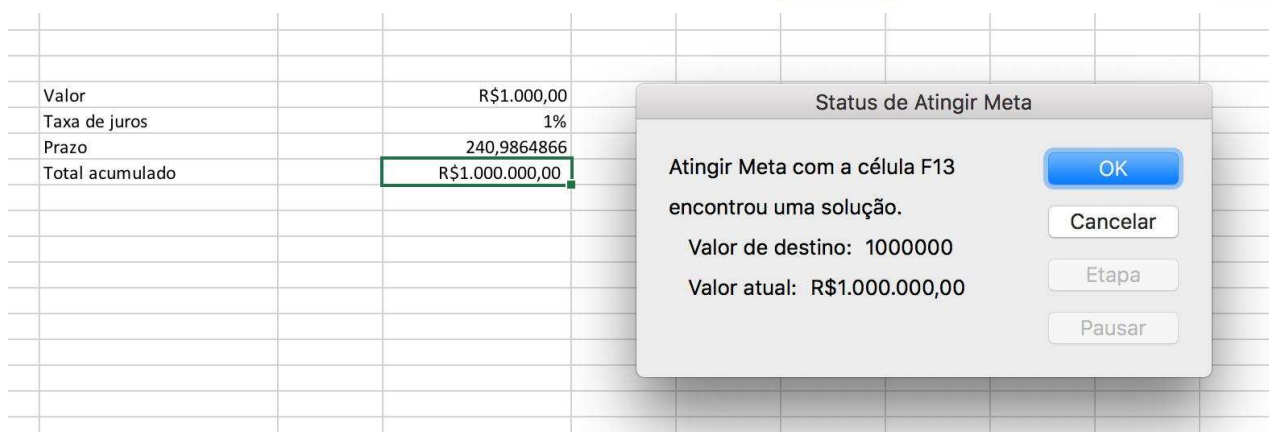 Valor R$1.000,00
Taxa de juros 1%
Prazo 240,9864866
Total acumulado R$1.000.000,00
Status de Atingir Meta
Atingir Meta com a célula F13
encontrou uma solução.
Valor de destino: 1000000
Valor atual: R$1.000.000,00
OK
Cancelar
Etapa
Pausar